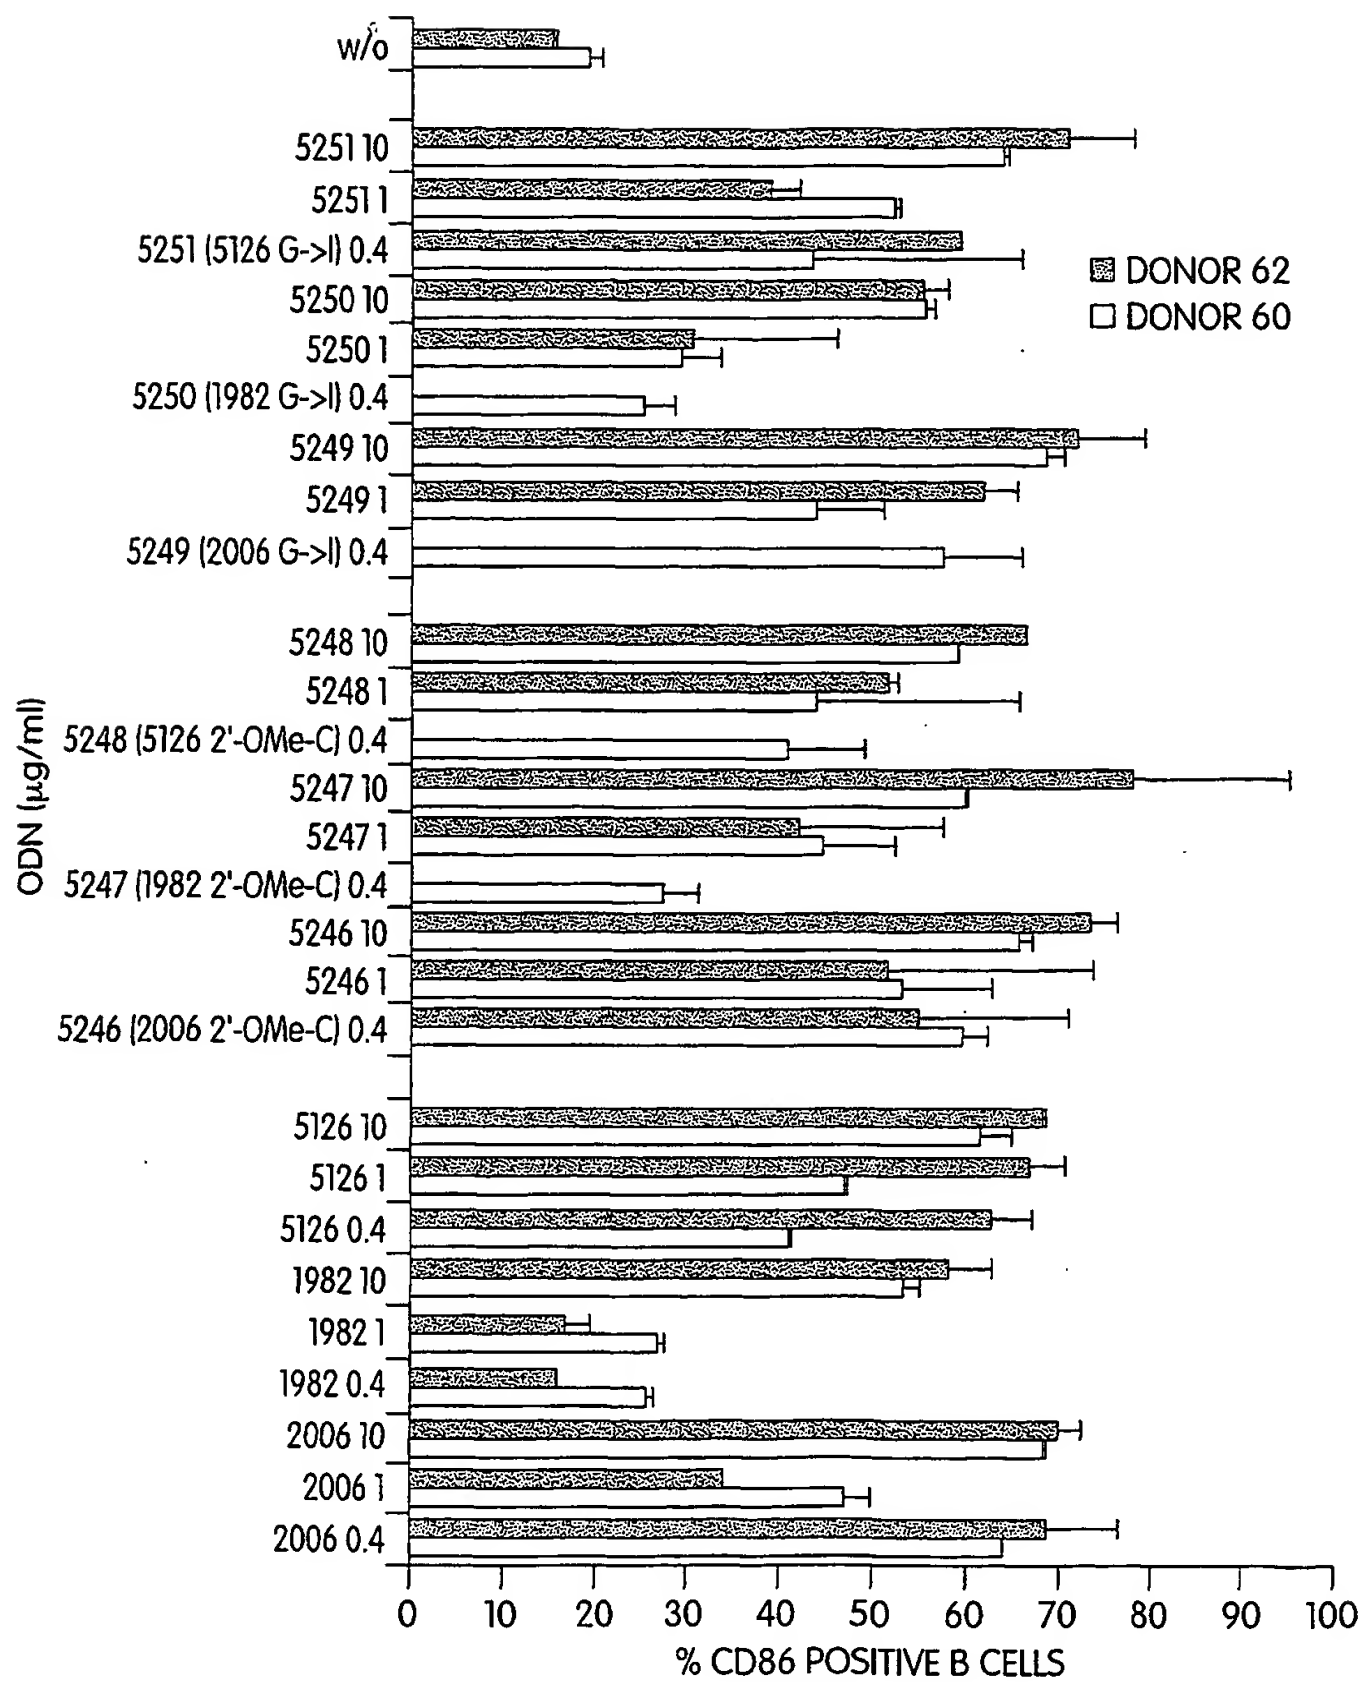 w/o
5251 10
5251 1
5251 (5126 G->I) 0.4
5250 10
5250 1
5250 (1982 G->I) 0.4
5249 10
5249 1
5249 (2006 G->I) 0.4
5248 10
5248 1
5248 (5126 2'-OMe-C) 0.4
5247 10
5247 1
5247 (1982 2'-OMe-C) 0.4
5246 10
5246 1
5246 (2006 2'-OMe-C) 0.4
5126 10
5126 1
5126 0.4
1982 10
1982 1
1982 0.4
2006 10
2006 1
2006 0.4
ODN (µg/ml)
DONOR 62
DONOR 60
0 10 20 30 40 50 60 70 80 90 100
% CD86 POSITIVE B CELLS